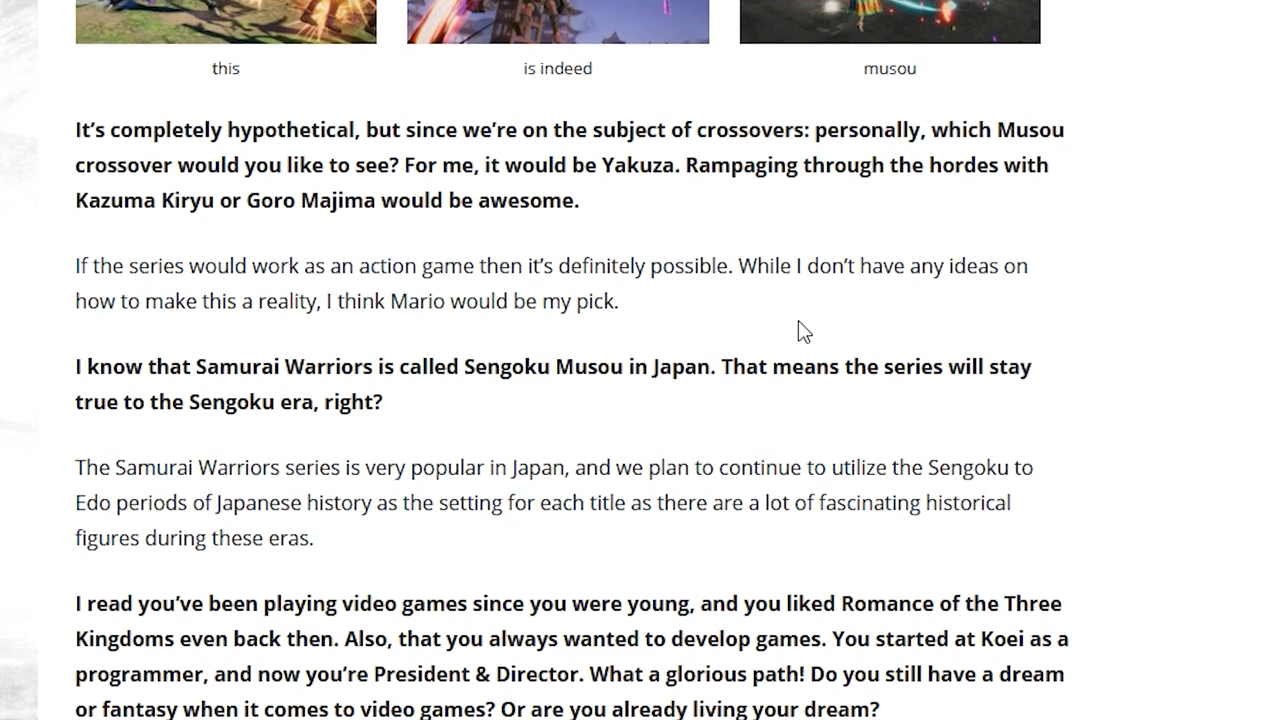 this
is indeed
musou
It's completely hypothetical, but since we're on the subject of crossovers: personally, which Musou
crossover would you like to see? For me, it would be Yakuza. Rampaging through the hordes with
Kazuma Kiryu or Goro Majima would be awesome.
If the series would work as an action game then it's definitely possible. While I don't have any ideas on
how to make this a reality, I think Mario would be my pick.
I know that Samurai Warriors is called Sengoku Musou in Japan. That means the series will stay
true to the Sengoku era, right?
The Samurai Warriors series is very popular in Japan, and we plan to continue to utilize the Sengoku to
Edo periods of Japanese history as the setting for each title as there are a lot of fascinating historical
figures during these eras.
I read you've been playing video games since you were young, and you liked Romance of the Three
Kingdoms even back then. Also, that you always wanted to develop games. You started at Koei as a
programmer, and now you're President & Director. What a glorious path! Do you still have a dream
or fantasy when it comes to video games? Or are you already living your dream?